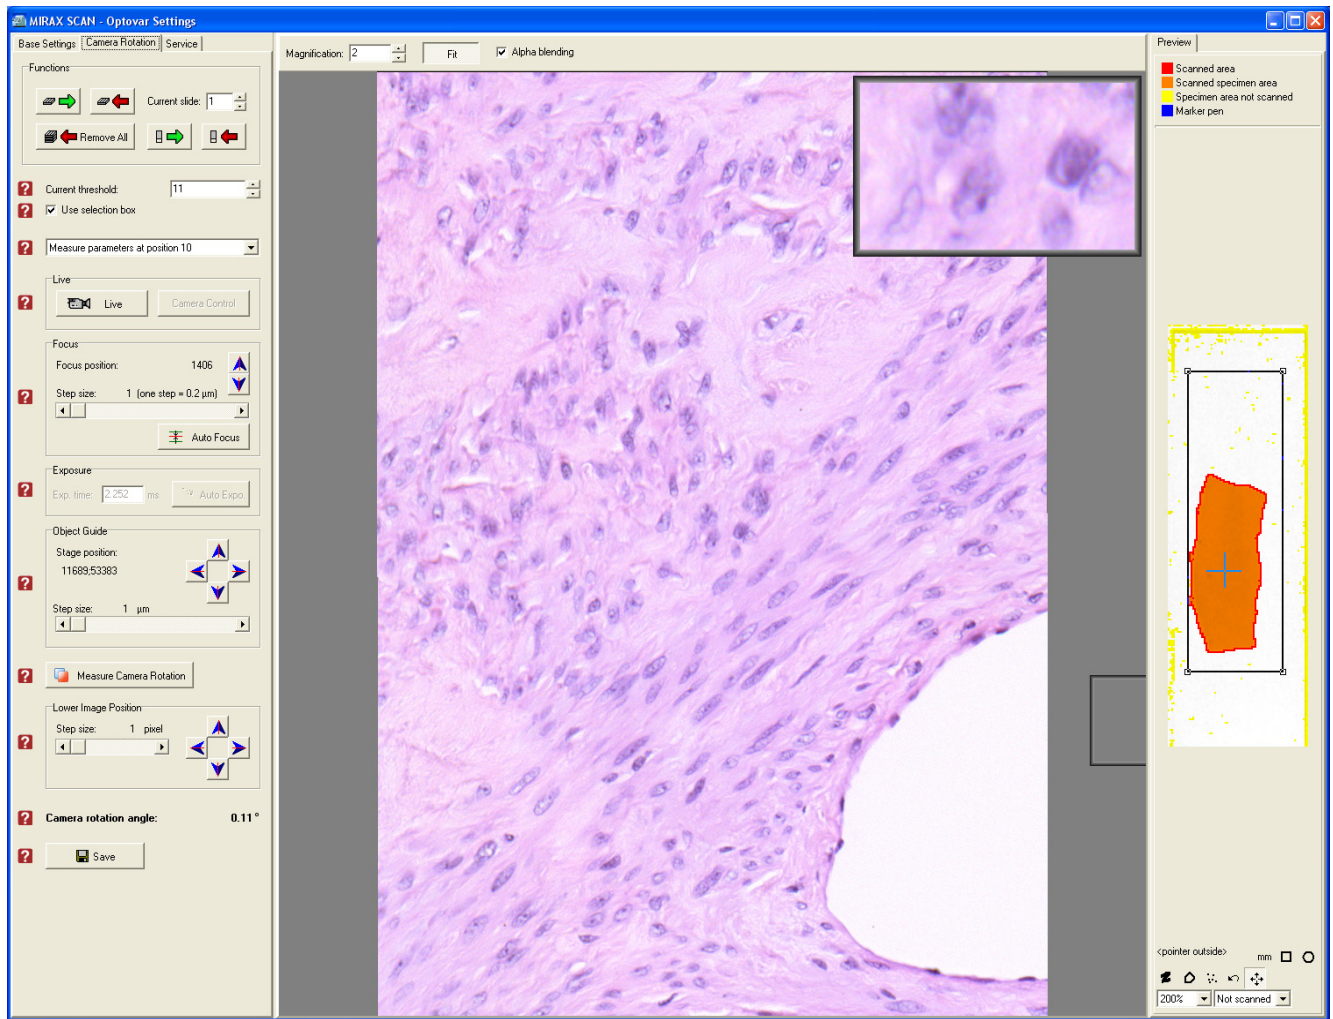 MIRAX SCAN - Optovar Settings
Base Settings
Camera Rotation
Service
Functions
Current slide: 1
Remove All
Current threshold: 11
Use selection box
Measure parameters at position 10
Live
Live
Camera Control
Focus
Focus position: 1406
Step size: 1 (one step = 0.2 µm)
Auto Focus
Exposure
Exp. time: 2.252 ms
Auto Expo.
Object Guide
Stage position:
11689;53383
Step size: 1 µm
Measure Camera Rotation
Lower Image Position
Step size: 1 pixel
Camera rotation angle: 0.11 °
Save
Magnification: 2
Fit
Alpha blending
Preview
Scanned area
Scanned specimen area
Specimen area not scanned
Marker pen
<pointer outside>
mm
200%
Not scanned